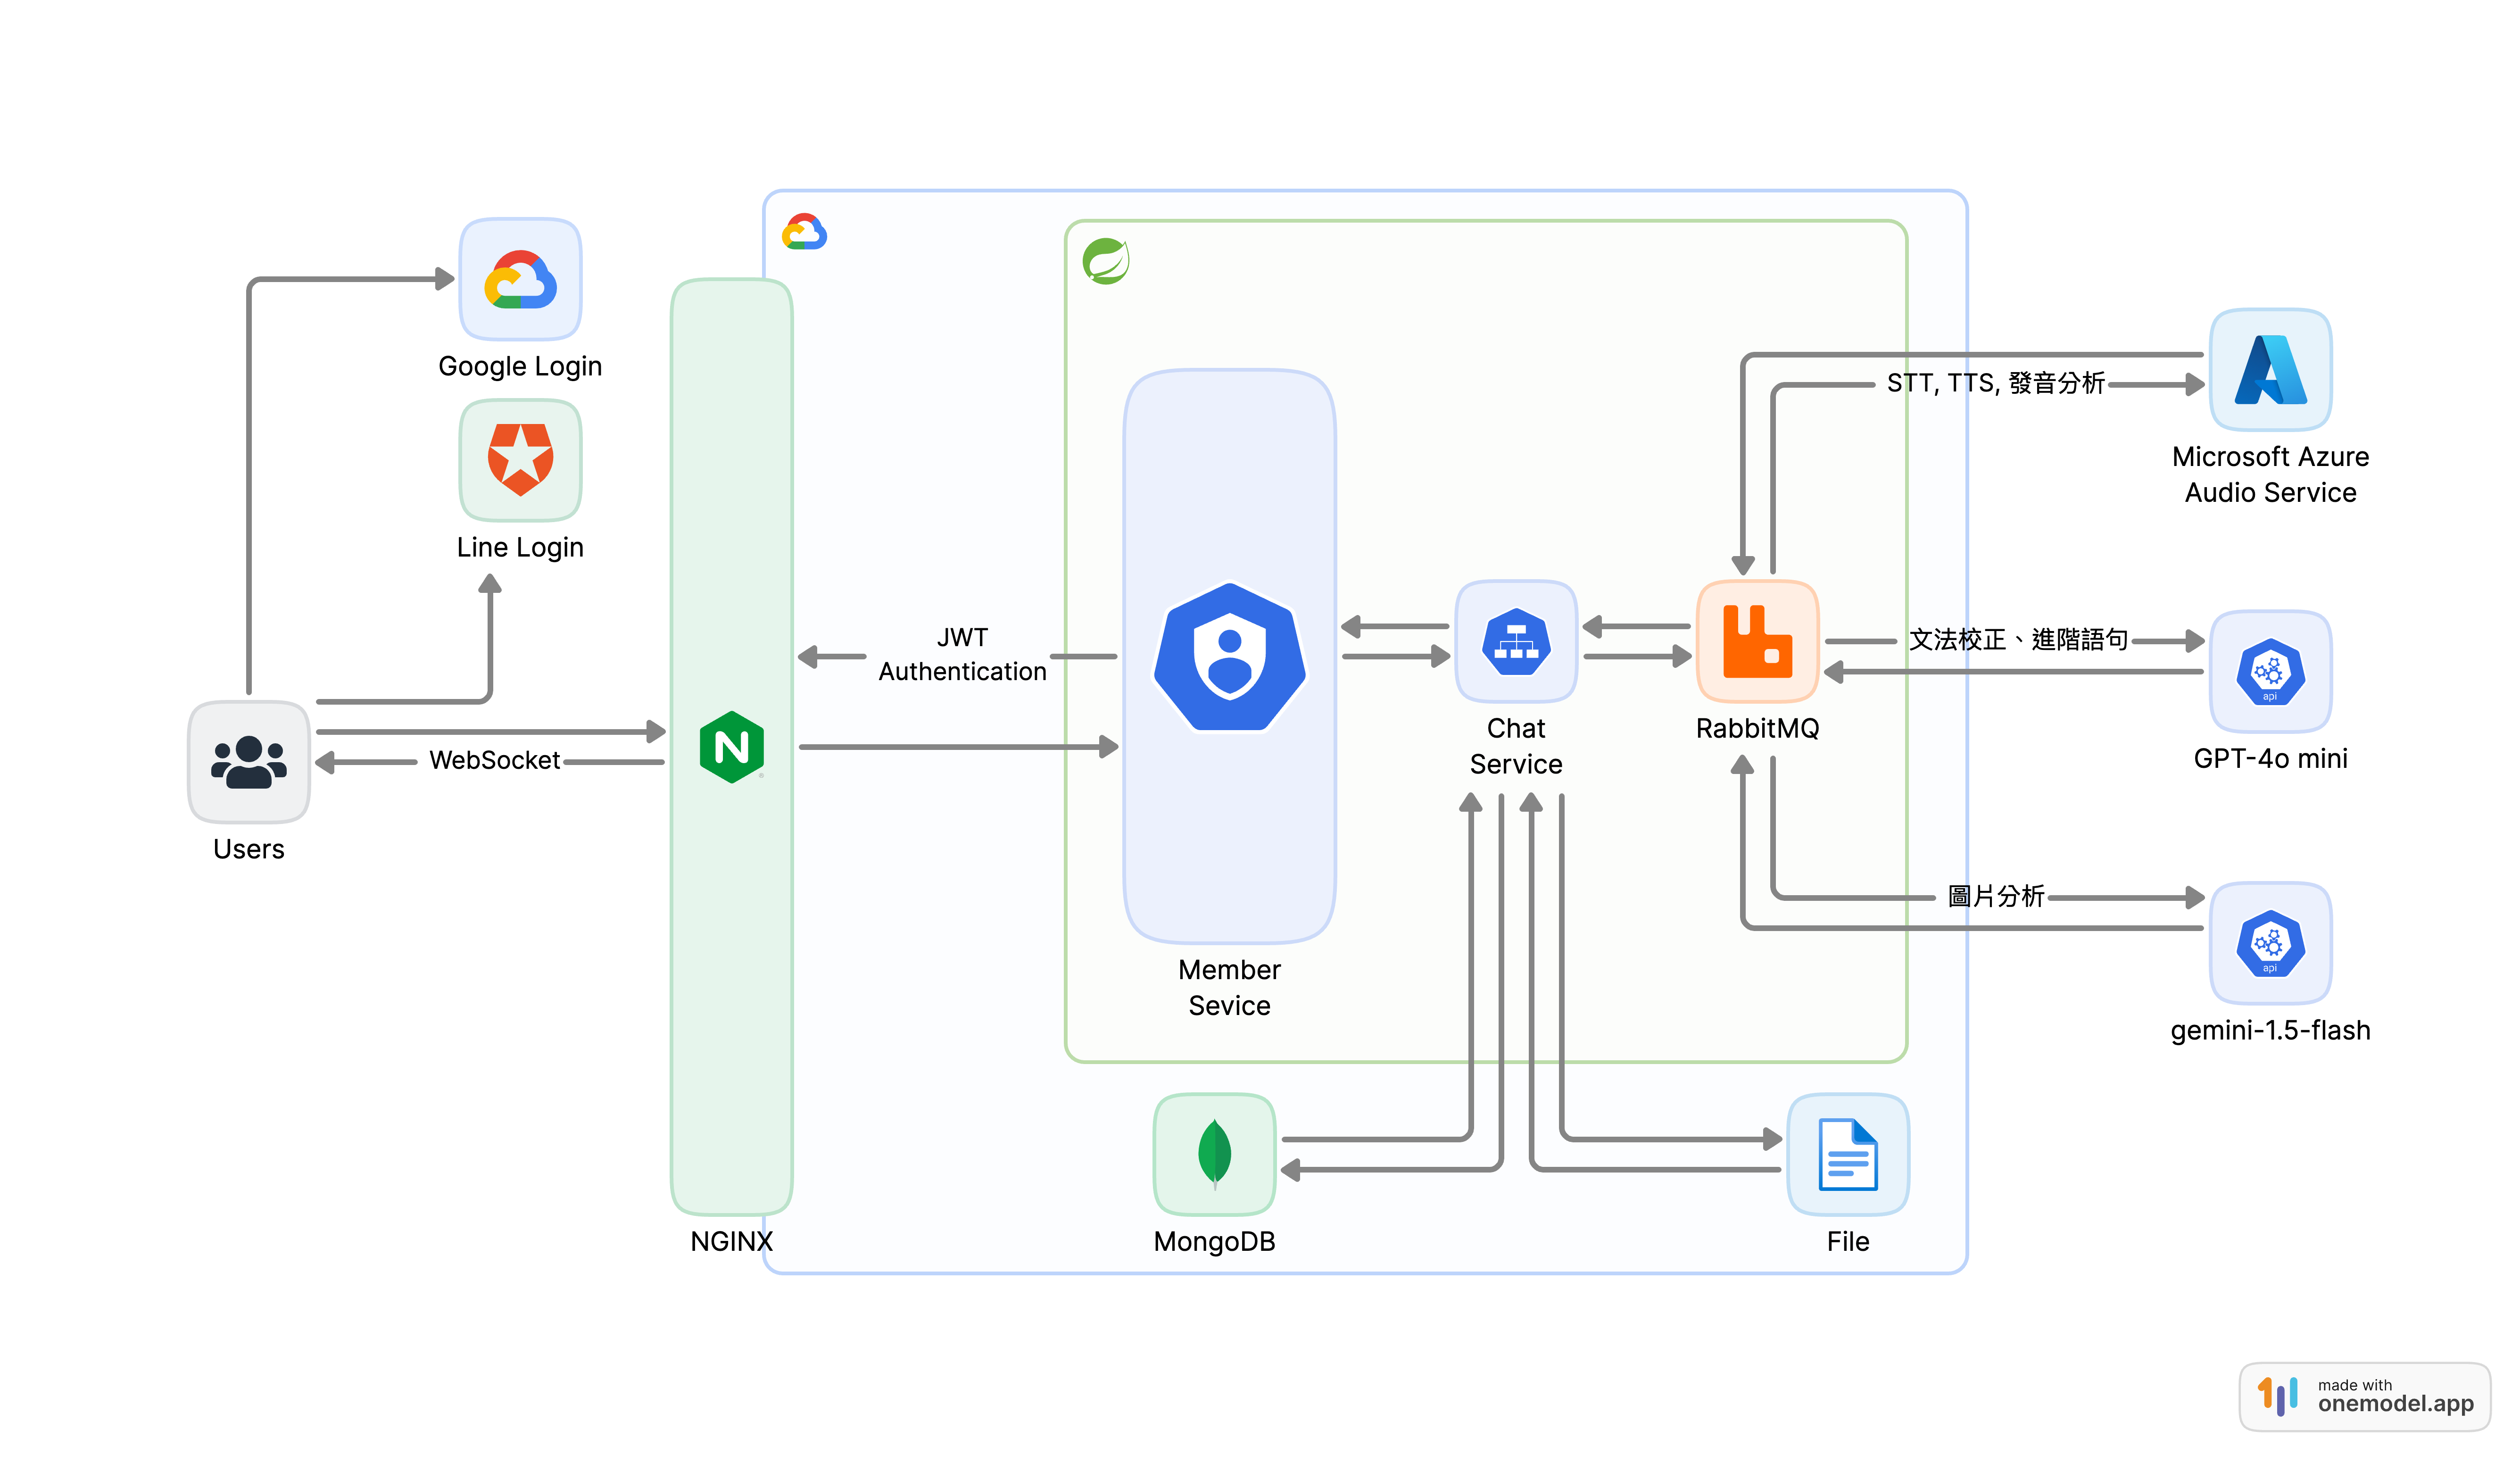 Google Login
Line Login
Users
WebSocket
NGINX
JWT
Authentication
Member
Sevice
Chat
Service
RabbitMQ
MongoDB
File
STT, TTS, 發音分析
Microsoft Azure
Audio Service
文法校正、進階語句
api
GPT-4o mini
圖片分析
api
gemini-1.5-flash
made with
onemodel.app